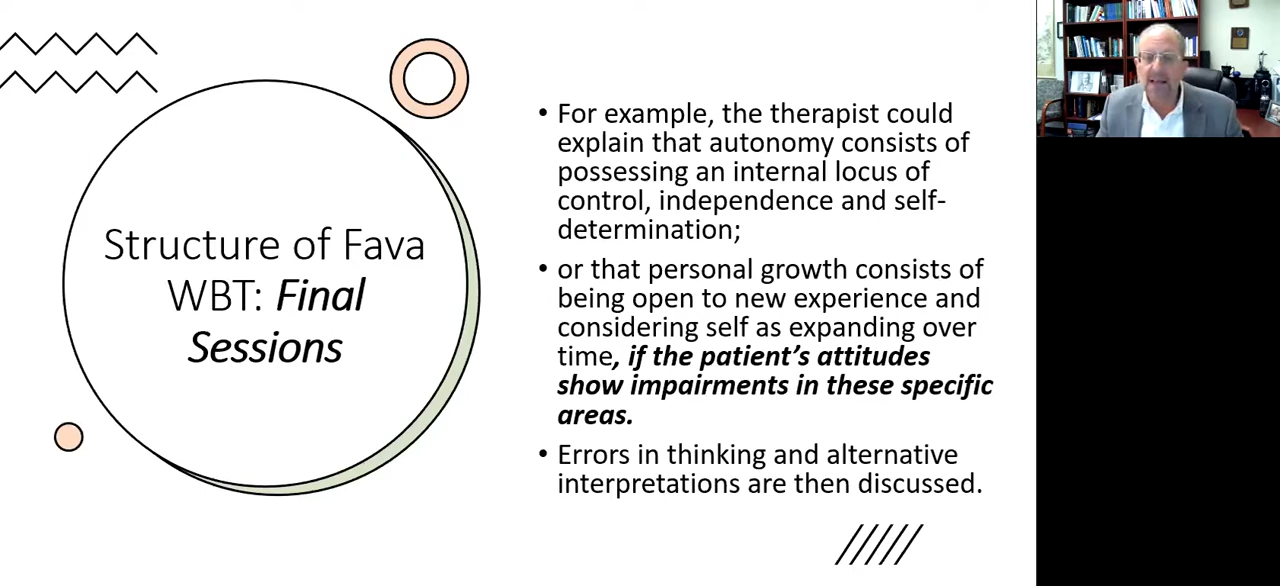 Structure of Fava
WBT: Final
Sessions
• For example, the therapist could
explain that autonomy consists of
possessing an internal locus of
control, independence and self-
determination;
• or that personal growth consists of
being open to new experience and
considering self as expanding over
time, if the patient’s attitudes
show impairments in these specific
areas.
• Errors in thinking and alternative
interpretations are then discussed.